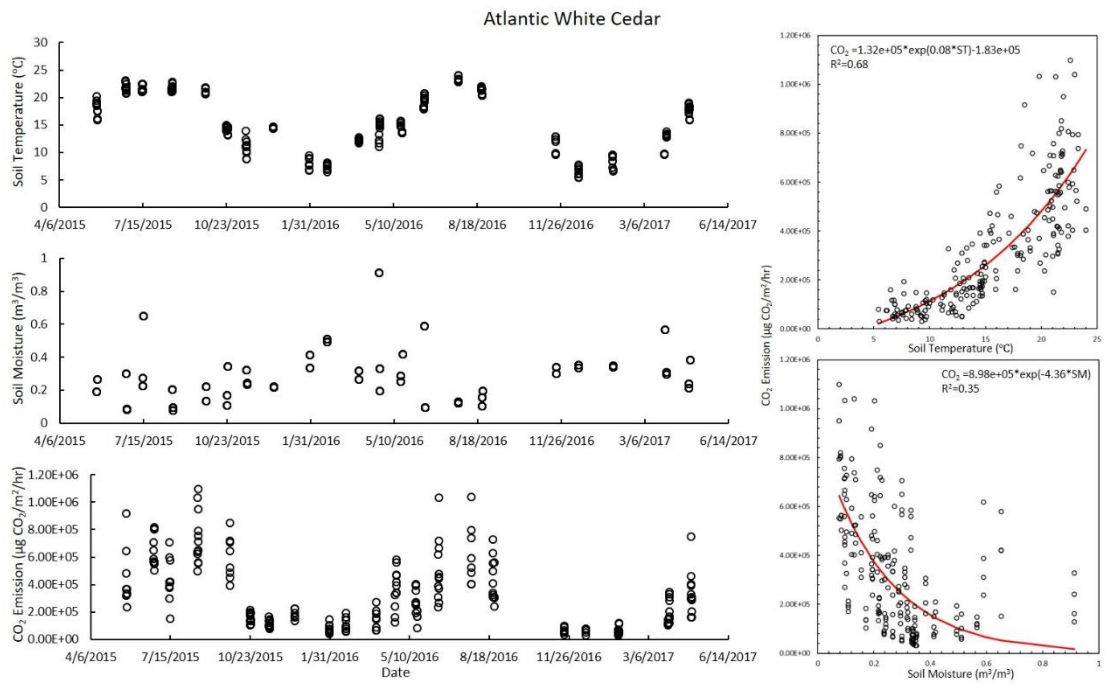 Atlantic White Cedar
Soil Temperature (°C)
30
25
20
15
10
5
0
4/6/2015 7/15/2015 10/23/2015 1/31/2016 5/10/2016 8/18/2016 11/26/2016 3/6/2017 6/14/2017
Soil Moisture (m³/m³)
1
0.8
0.6
0.4
0.2
0
4/6/2015 7/15/2015 10/23/2015 1/31/2016 5/10/2016 8/18/2016 11/26/2016 3/6/2017 6/14/2017
CO₂ Emission (µg CO₂/m²/hr)
1.20E+06
1.00E+06
8.00E+05
6.00E+05
4.00E+05
2.00E+05
0.00E+00
4/6/2015 7/15/2015 10/23/2015 1/31/2016 5/10/2016 8/18/2016 11/26/2016 3/6/2017 6/14/2017
Date
CO₂ Emission (µg CO₂/m²/hr)
1.20E+06
1.00E+06
8.00E+05
6.00E+05
4.00E+05
2.00E+05
0.00E+00
CO₂ =1.32e+05*exp(0.08*ST)-1.83e+05
R²=0.68
0 5 10 15 20 25
Soil Temperature (°C)
1.20E+06
1.00E+06
8.00E+05
6.00E+05
4.00E+05
2.00E+05
0.00E+00
CO₂ =8.98e+05*exp(-4.36*SM)
R²=0.35
0 0.2 0.4 0.6 0.8 1
Soil Moisture (m³/m³)